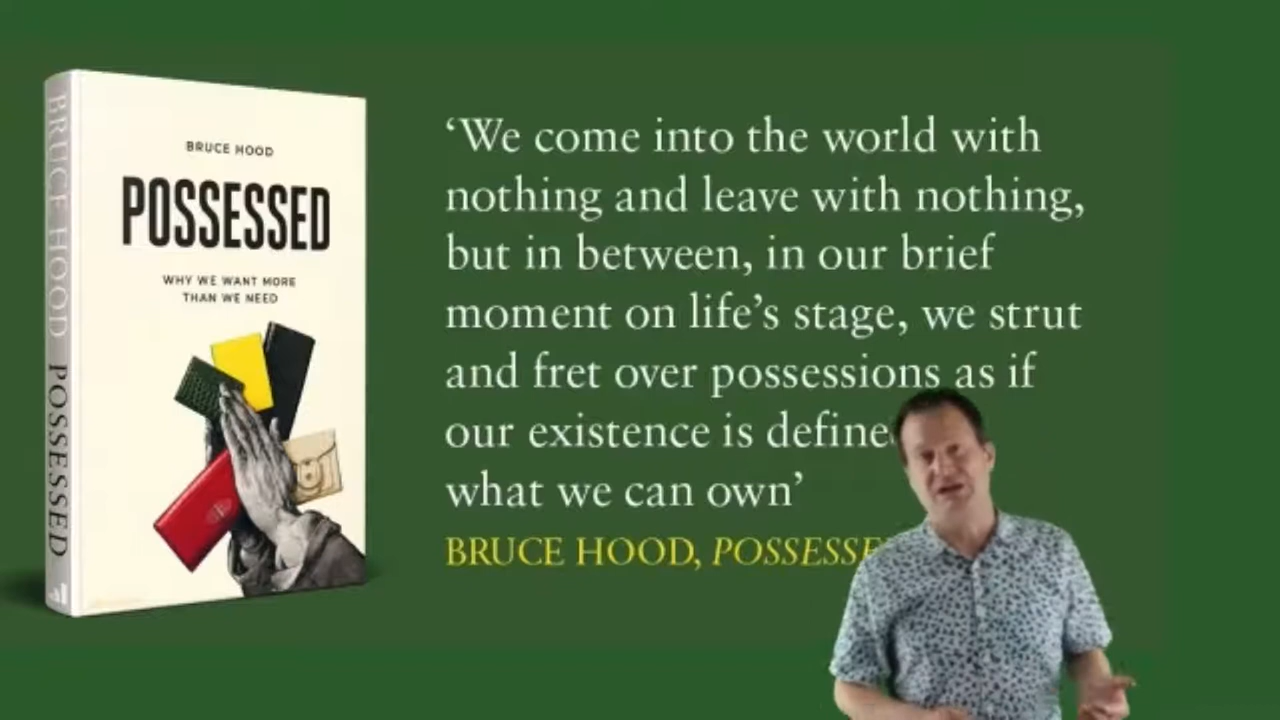 BRUCE HOOD POSSESSED
BRUCE HOOD
POSSESSED
WHY WE WANT MORE
THAN WE NEED
‘We come into the world with
nothing and leave with nothing,
but in between, in our brief
moment on life’s stage, we strut
and fret over possessions as if
our existence is
what we can own’
BRUCE HOOD,